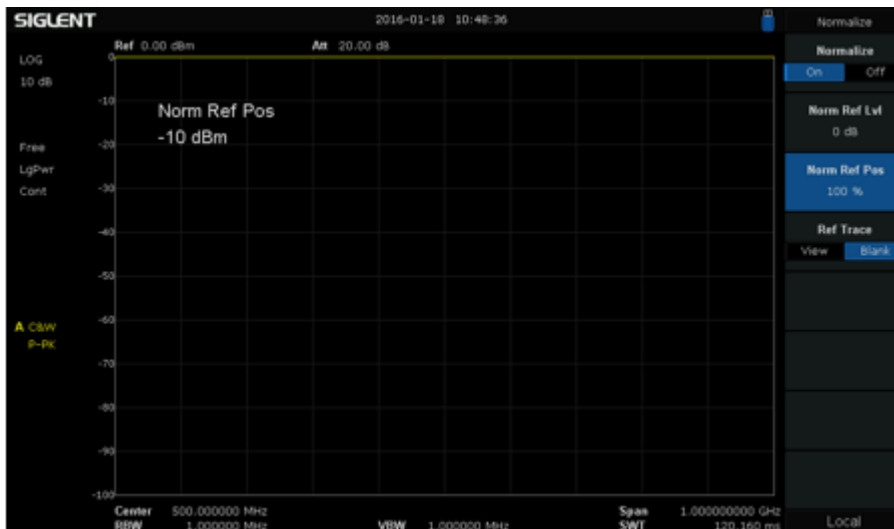 SIGLENT 2016-01-18 10:48:36 Normalize
Ref 0.00 dBm Att 20.00 dB
LOG
10 dB
Free
LgPwr
Cont
A C&W
P-PK
0
-10
-20
-30
-40
-50
-60
-70
-80
-90
-100
Norm Ref Pos
-10 dBm
Center 500.000000 MHz Span 1.000000000 GHz
RBW 1.000000 MHz VBW 1.000000 MHz SWT 120.160 ms
Normalize
On Off
Norm Ref Lvl
0 dB
Norm Ref Pos
100 %
Ref Trace
View Blank
Local